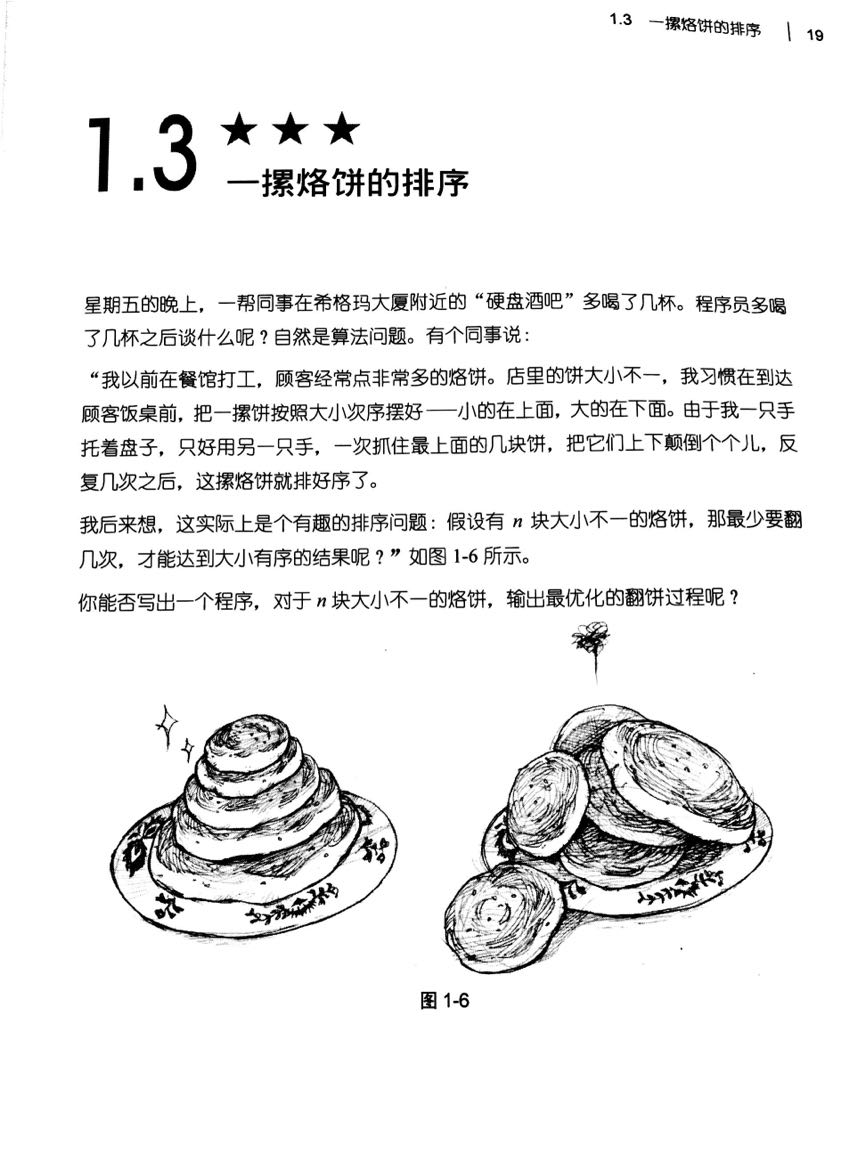 1.3 一摞烙饼的排序 | 19
1.3 ★★★
一摞烙饼的排序
星期五的晚上，一帮同事在希格玛大厦附近的“硬盘酒吧”多喝了几杯。程序员多喝
了几杯之后谈什么呢？自然是算法问题。有个同事说：
“我以前在餐馆打工，顾客经常点非常多的烙饼。店里的饼大小不一，我习惯在到达
顾客饭桌前，把一摞饼按照大小次序摆好——小的在上面，大的在下面。由于我一只手
托着盘子，只好用另一只手，一次抓住最上面的几块饼，把它们上下颠倒个个儿，反
复几次之后，这摞烙饼就排好序了。
我后来想，这实际上是个有趣的排序问题：假设有 n 块大小不一的烙饼，那最少要翻
几次，才能达到大小有序的结果呢？”如图 1-6 所示。
你能否写出一个程序，对于 n 块大小不一的烙饼，输出最优化的翻饼过程呢？
图 1-6